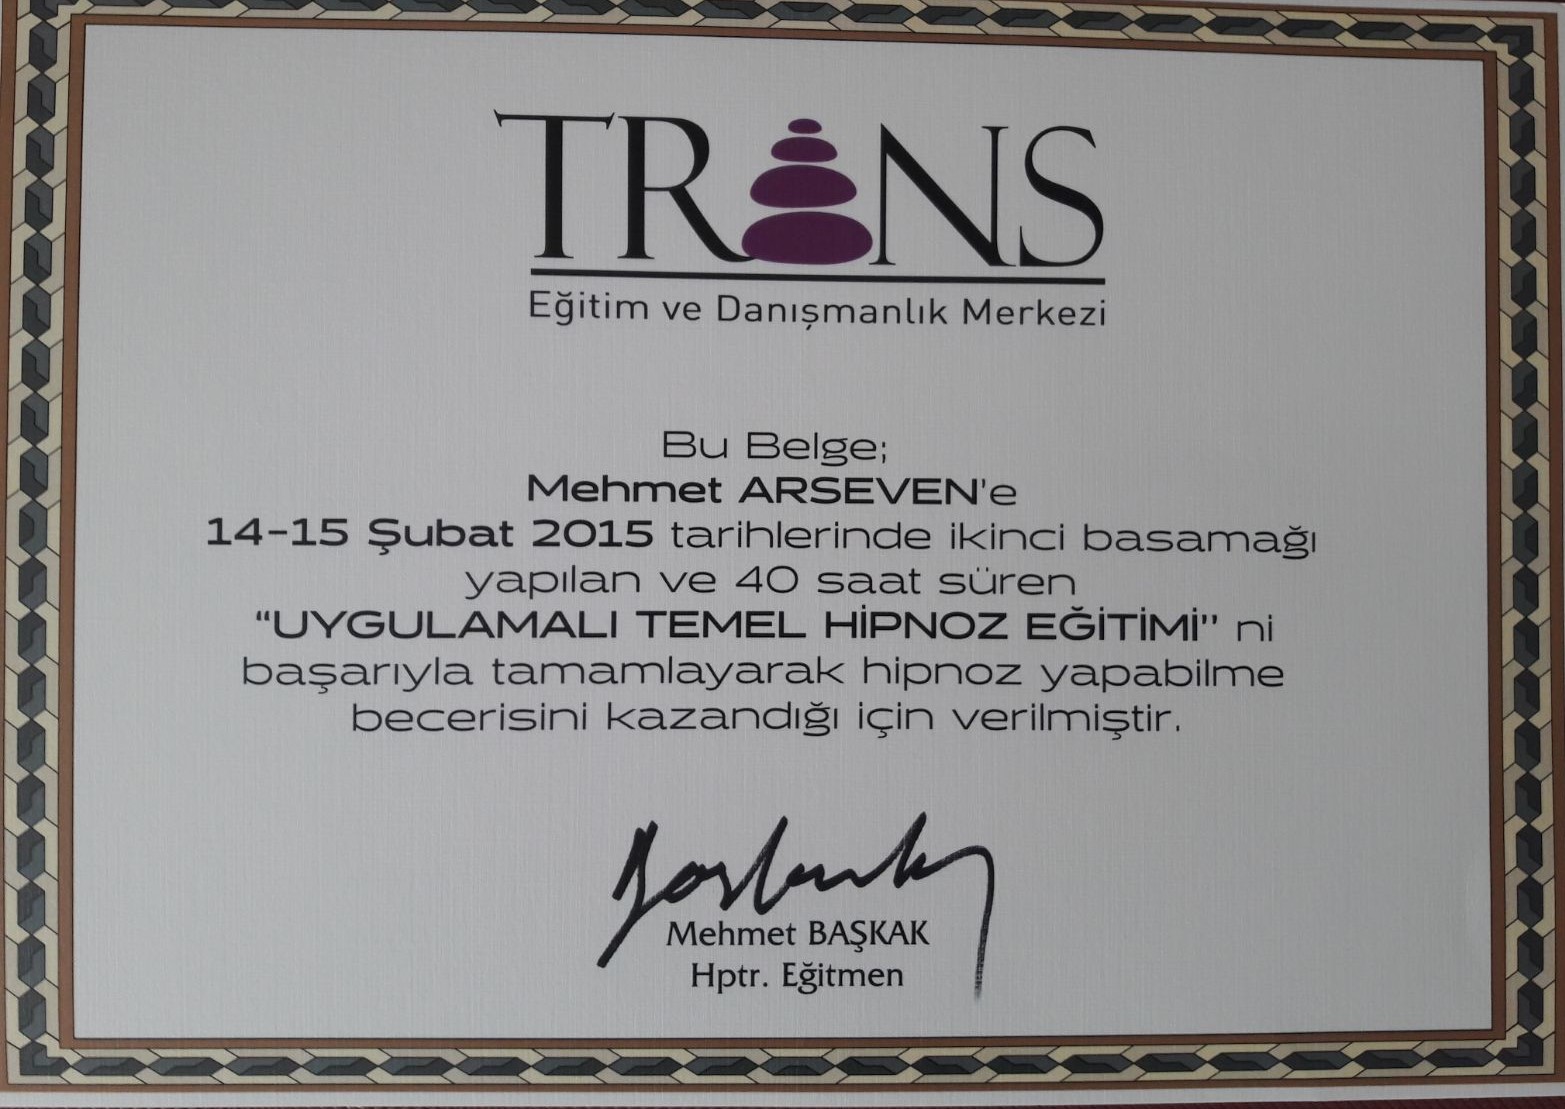 TRANS
Eğitim ve Danışmanlık Merkezi
Bu Belge;
Mehmet ARSEVEN'e
14-15 Şubat 2015 tarihlerinde ikinci basamağı
yapılan ve 40 saat süren
“UYGULAMALI TEMEL HİPNOZ EĞİTİMİ” ni
başarıyla tamamlayarak hipnoz yapabilme
becerisini kazandığı için verilmiştir.
Mehmet BAŞKAK
Hptr. Eğitmen